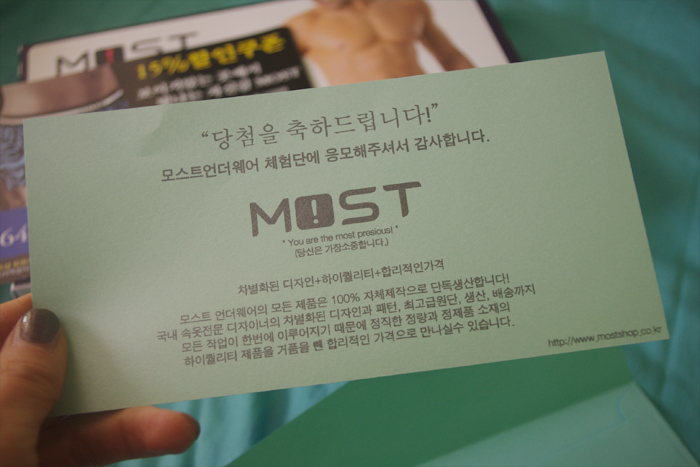 MOST
15%할인쿠폰
64
“당첨을 축하드립니다!”
모스트언더웨어 체험단에 응모해주셔서 감사합니다.
M!ST
" You are the most presious! "
(당신은 가장소중합니다.)
차별화된 디자인+하이퀄리티+합리적인가격
모스트 언더웨어의 모든 제품은 100% 자체제작으로 단독생산합니다!
국내 속옷전문 디자이너의 차별화된 디자인과 패턴, 최고급원단, 생산, 배송까지
모든 작업이 한번에 이루어지기 때문에 정직한 정량과 정제품 소재의
하이퀄리티 제품을 거품을 뺀 합리적인 가격으로 만나실수 있습니다.
http://www.mostshop.co.kr